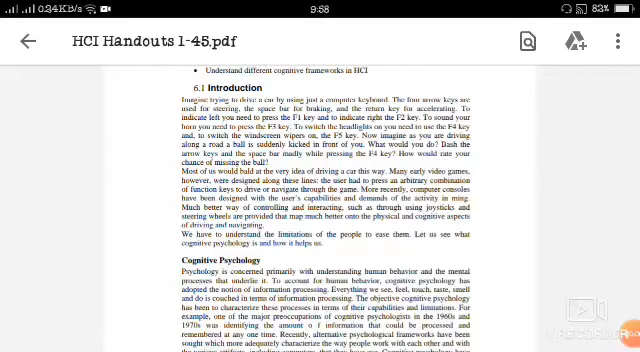 0.24KB/s 9:58 82%
HCI Handouts 1-45.pdf
• Understand different cognitive frameworks in HCI
6.1 Introduction
Imagine trying to drive a car by using just a computer keyboard. The four arrow keys are
used for steering, the space bar for braking, and the return key for accelerating. To
indicate left you need to press the F1 key and to indicate right the F2 key. To sound your
horn you need to press the F3 key. To switch the headlights on you need to use the F4 key
and, to switch the windscreen wipers on, the F5 key. Now imagine as you are driving
along a road a ball is suddenly kicked in front of you. What would you do? Bash the
arrow keys and the space bar madly while pressing the F4 key? How would rate your
chance of missing the ball?
Most of us would bald at the very idea of driving a car this way. Many early video games,
however, were designed along these lines: the user had to press an arbitrary combination
of function keys to drive or navigate through the game. More recently, computer consoles
have been designed with the user's capabilities and demands of the activity in ming.
Much better way of controlling and interacting, such as through using joysticks and
steering wheels are provided that map much better onto the physical and cognitive aspects
of driving and navigating.
We have to understand the limitations of the people to ease them. Let us see what
cognitive psychology is and how it helps us.
Cognitive Psychology
Psychology is concerned primarily with understanding human behavior and the mental
processes that underlie it. To account for human behavior, cognitive psychology has
adopted the notion of information processing. Everything we see, feel, touch, taste, smell
and do is couched in terms of information processing. The objective cognitive psychology
has been to characterize these processes in terms of their capabilities and limitations. For
example, one of the major preoccupations of cognitive psychologists in the 1960s and
1970s was identifying the amount o f information that could be processed and
remembered at any one time. Recently, alternative psychological frameworks have been
sought which more adequately characterize the way people work with each other and with